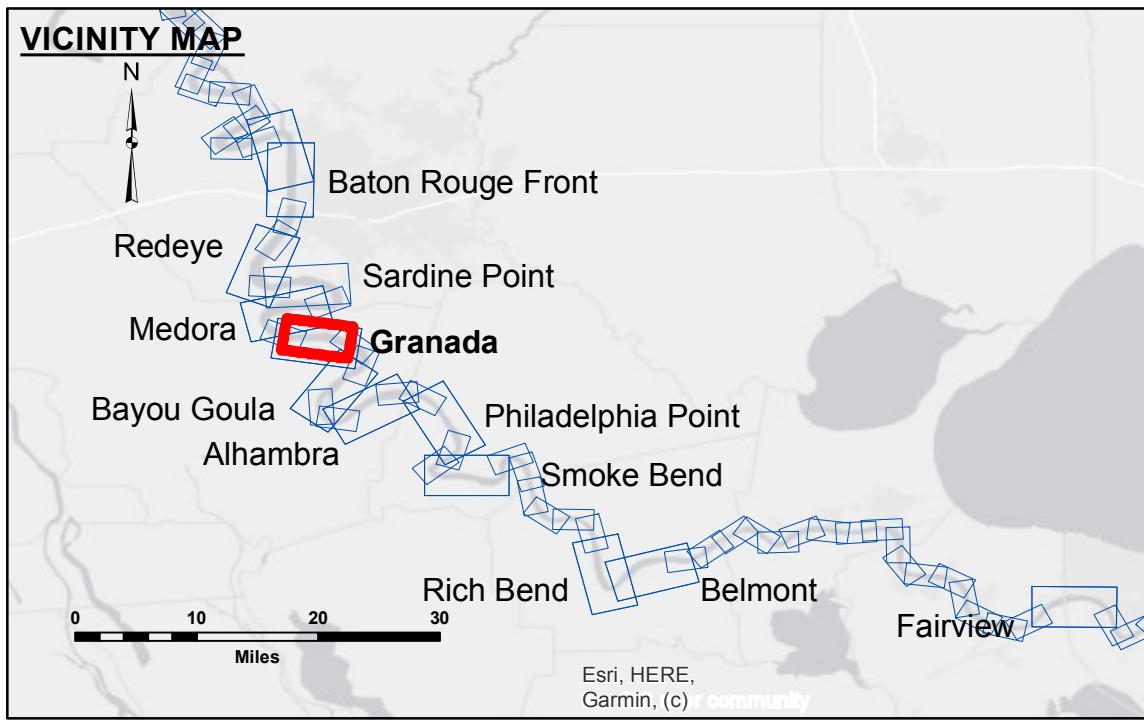 VICINITY MAP
N
Baton Rouge Front
Redeye
Sardine Point
Medora
Granada
Bayou Goula
Philadelphia Point
Alhambra
Smoke Bend
Rich Bend
Belmont
Fairview
0 10 20 30
Miles
Esri, HERE,
Garmin, (c)
r community